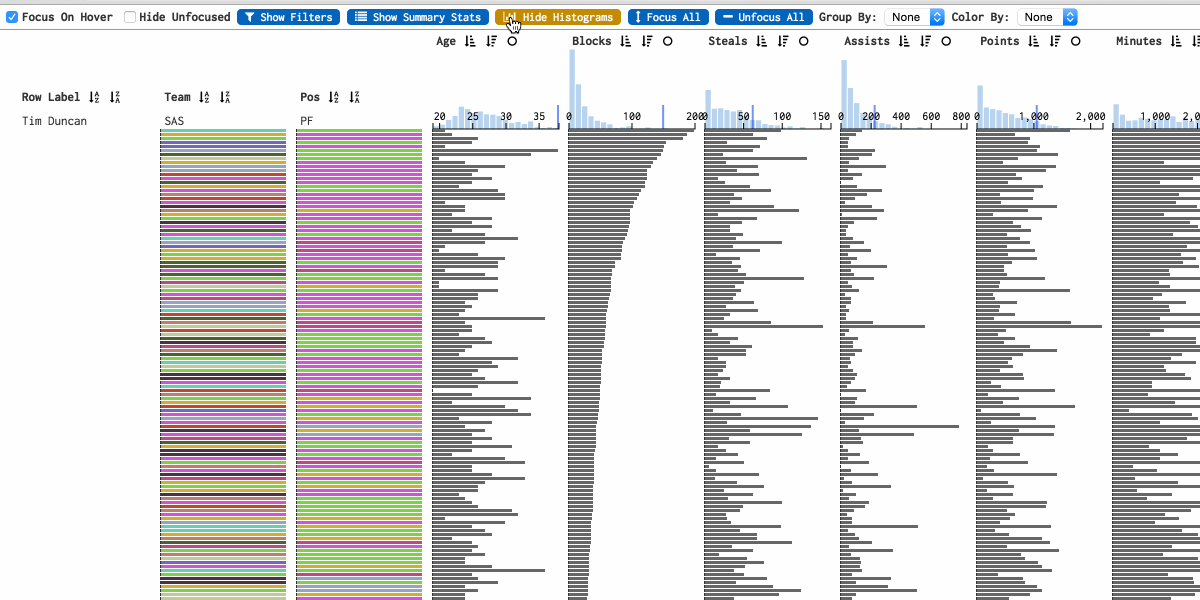 Focus On Hover Hide Unfocused Show Filters Show Summary Stats Hide Histograms Focus All Unfocus All Group By: None Color By: None
Age Blocks Steals Assists Points Minutes
Row Label Team Pos
Tim Duncan SAS PF
20 25 30 35 0 100 200 0 50 100 150 0 200 400 600 800 0 1,000 2,000 1,000